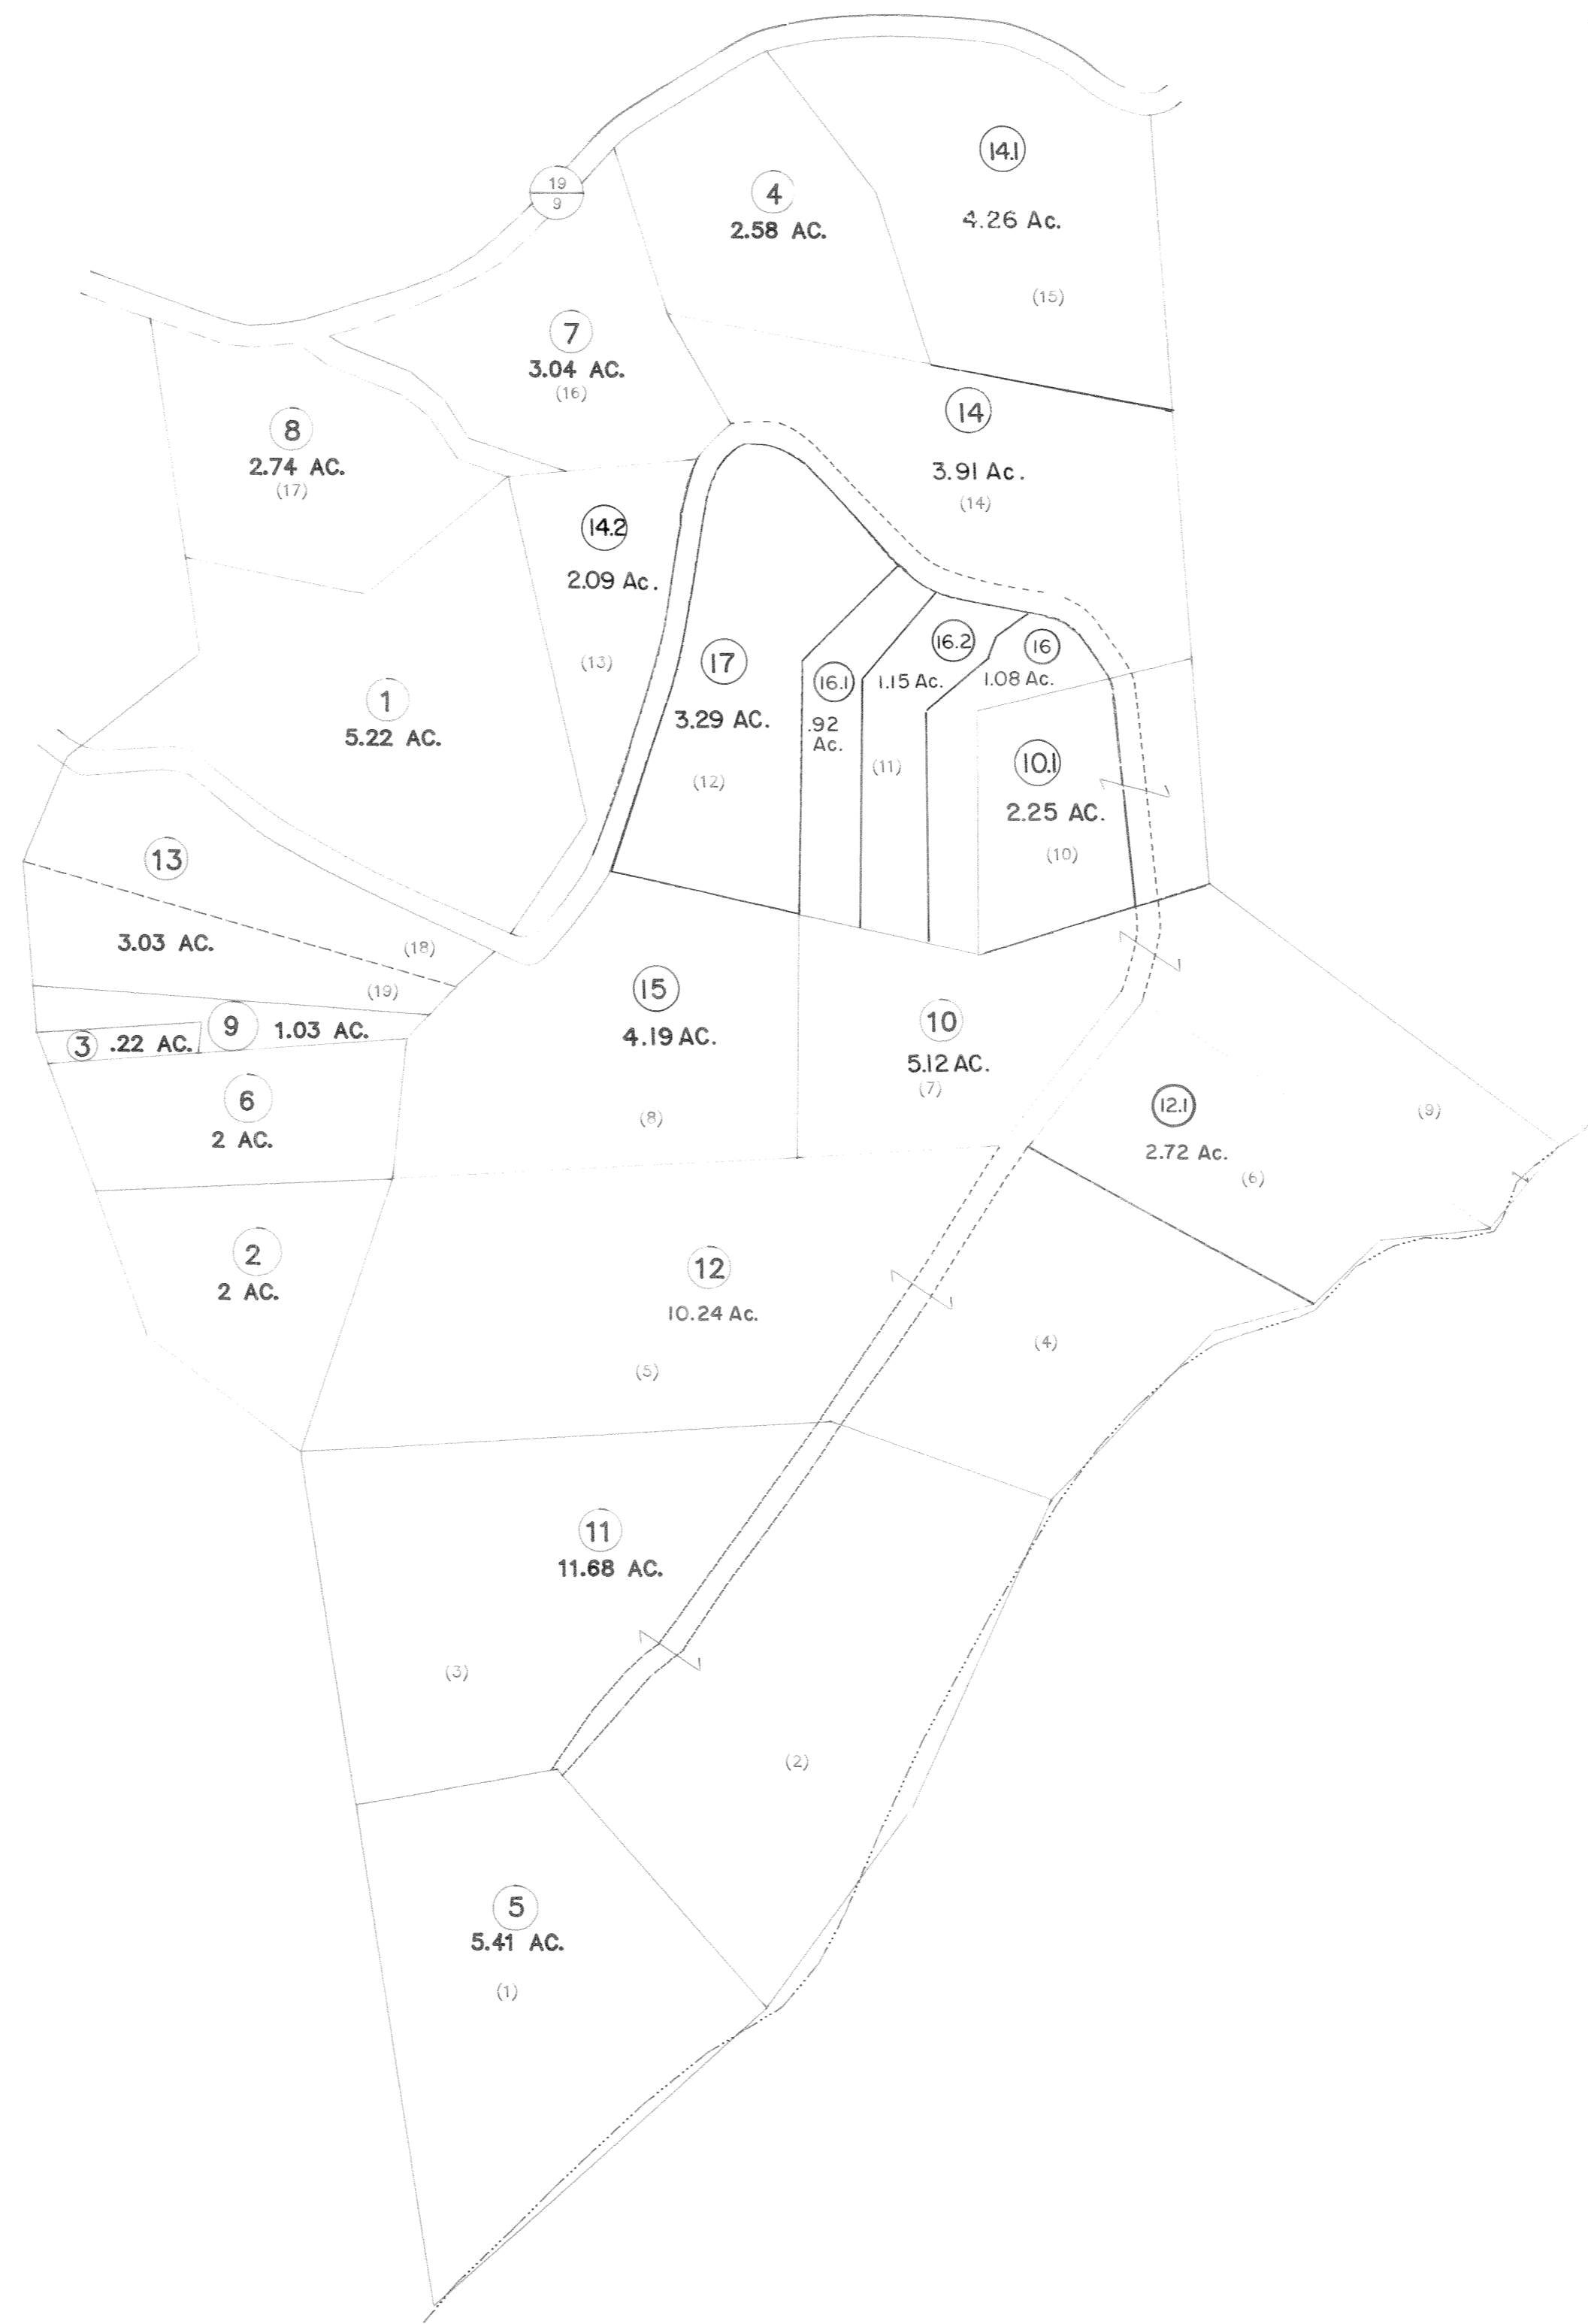 14.1
4.26 Ac.
(15)
19
9
4
2.58 AC.
7
3.04 AC.
(16)
8
2.74 AC.
(17)
14
3.91 Ac.
(14)
14.2
2.09 Ac.
(13)
17
3.29 AC.
(12)
16.1
.92
Ac.
16.2
1.15 Ac.
(11)
16
1.08 Ac.
10.1
2.25 AC.
(10)
1
5.22 AC.
13
3.03 AC.
(18)
(19)
9
1.03 AC.
3
.22 AC.
6
2 AC.
2
2 AC.
15
4.19 AC.
(8)
10
5.12 AC.
(7)
12.1
2.72 Ac.
(6)
(9)
12
10.24 Ac.
(5)
(4)
11
11.68 AC.
(3)
(2)
5
5.41 AC.
(1)